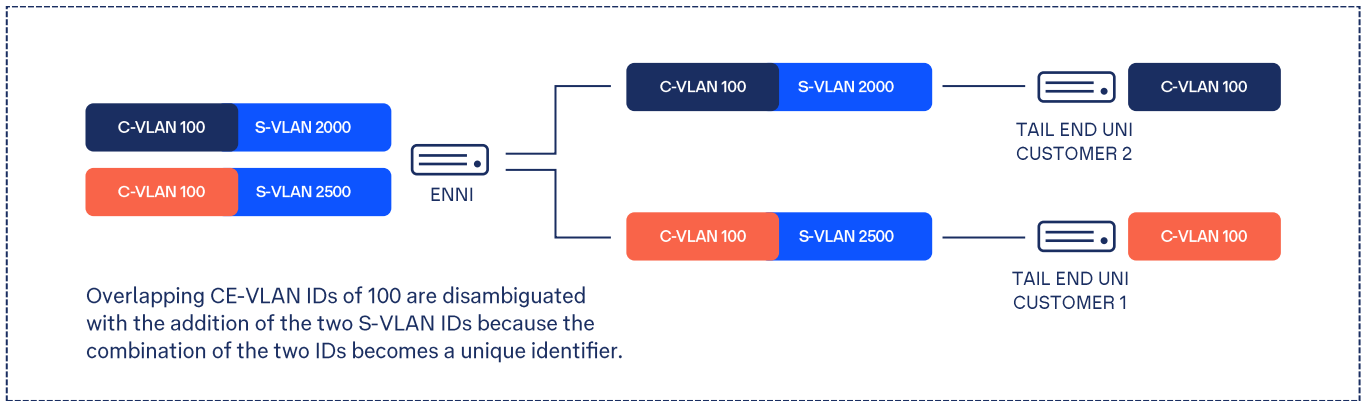 C-VLAN 100 S-VLAN 2000
C-VLAN 100 S-VLAN 2500
ENNI
C-VLAN 100 S-VLAN 2000
TAIL END UNI
CUSTOMER 2
C-VLAN 100
C-VLAN 100 S-VLAN 2500
TAIL END UNI
CUSTOMER 1
C-VLAN 100
Overlapping CE-VLAN IDs of 100 are disambiguated
with the addition of the two S-VLAN IDs because the
combination of the two IDs becomes a unique identifier.